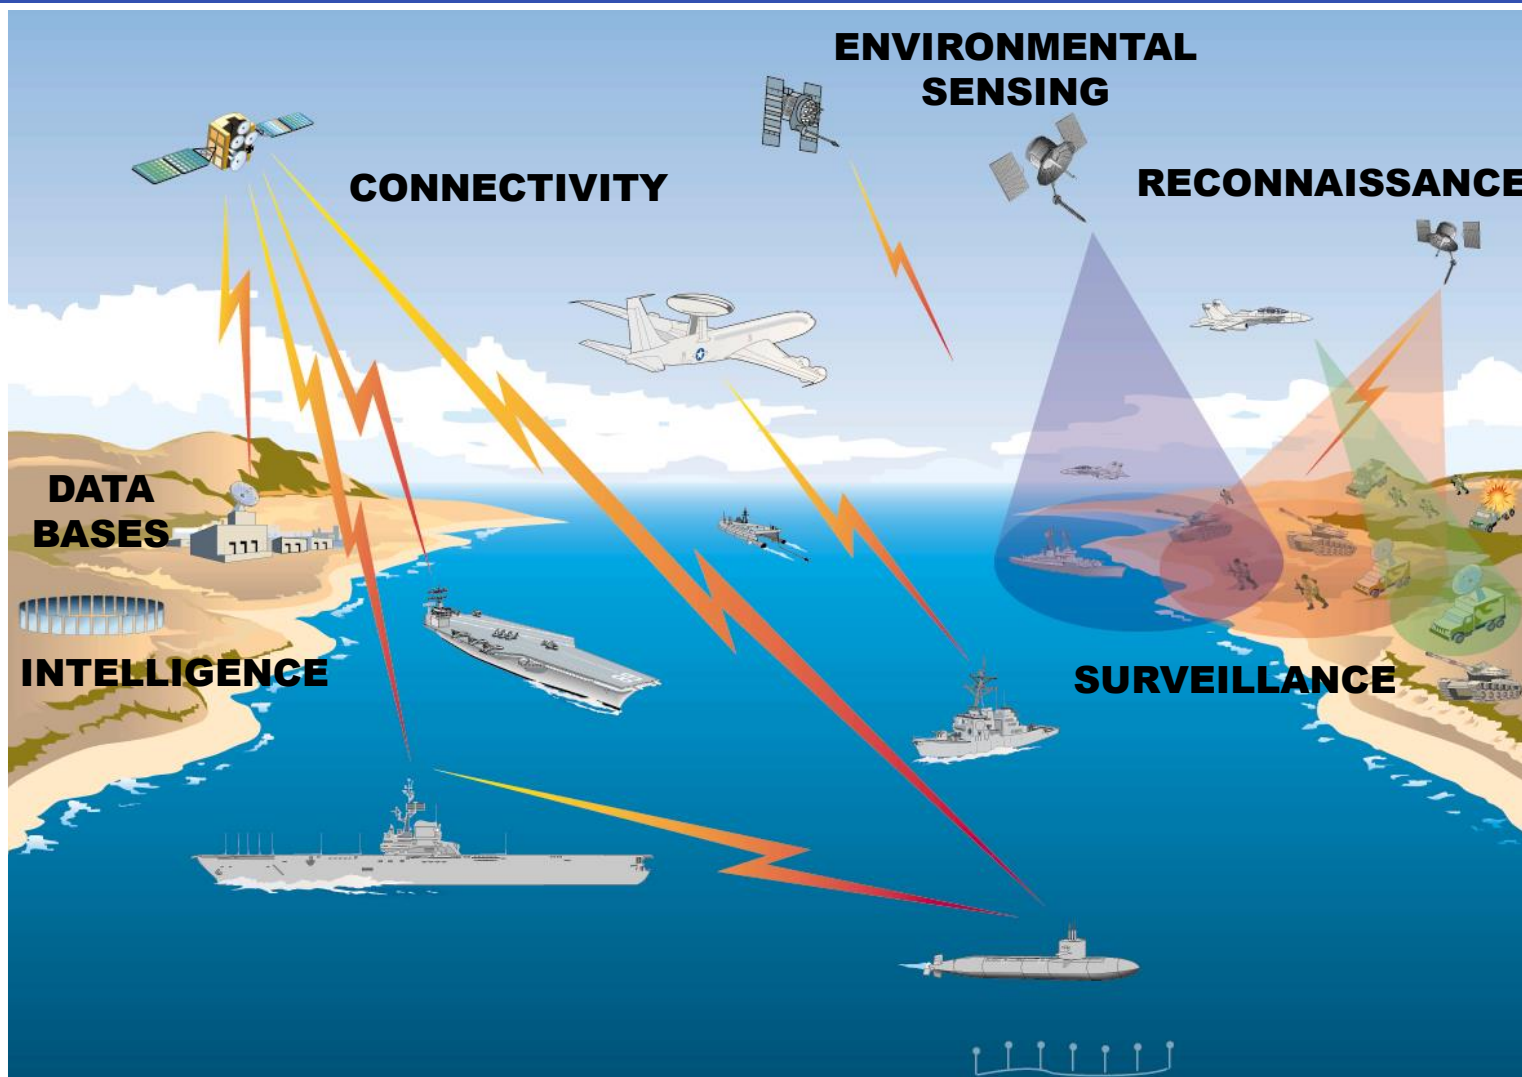 ENVIRONMENTAL
SENSING
CONNECTIVITY
RECONNAISSANCE
DATA
BASES
INTELLIGENCE
SURVEILLANCE